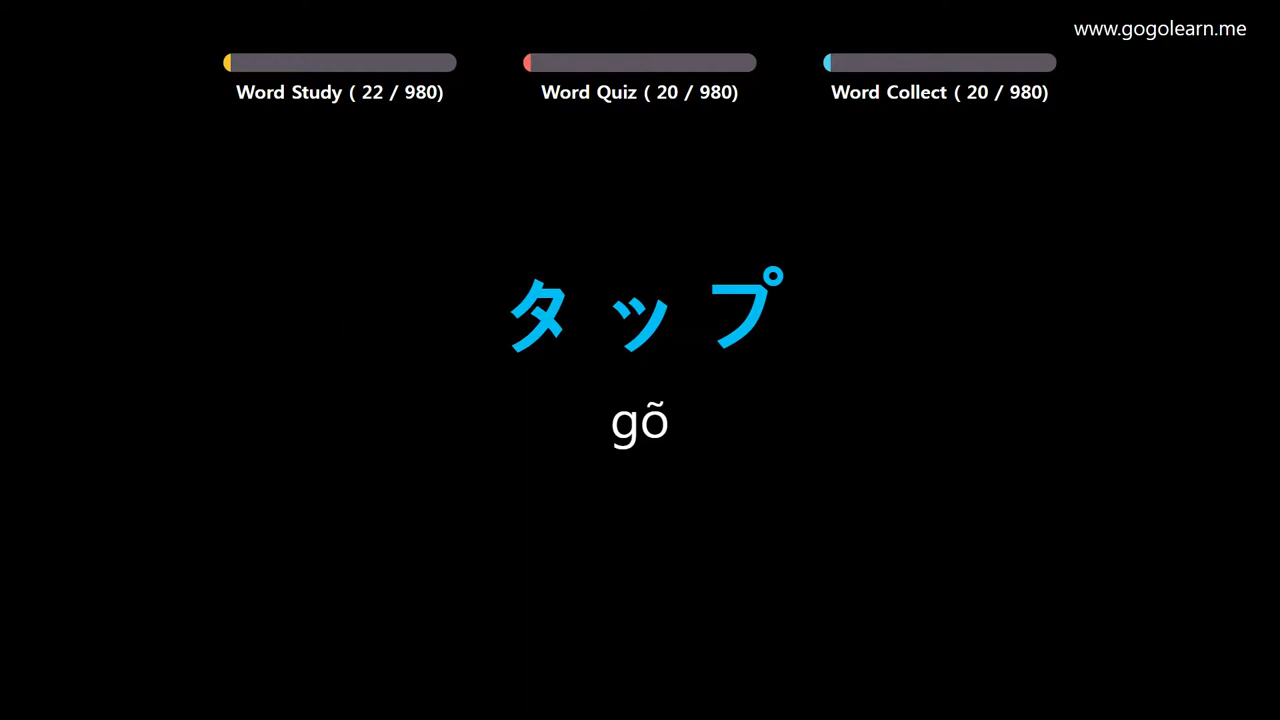 www.gogolearn.me
Word Study ( 22 / 980)
Word Quiz ( 20 / 980)
Word Collect ( 20 / 980)
タップ
gõ